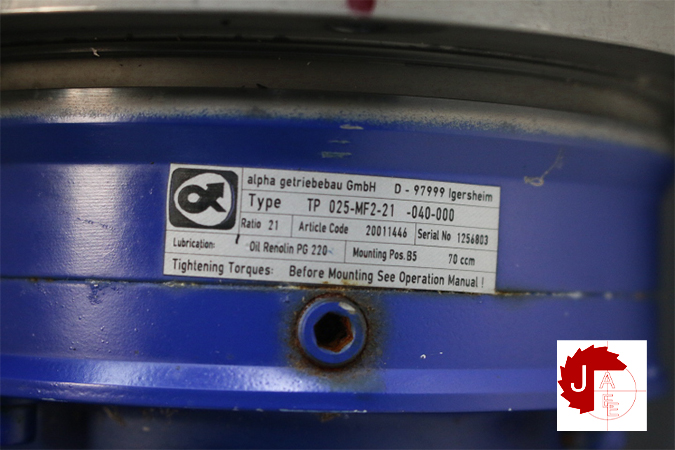 alpha getriebebau GmbH D - 97999 Igersheim
Type TP 025-MF2-21 -040-000
Ratio 21 Article Code 20011446 Serial No 1256803
Lubrication: Oil Renolin PG 220 Mounting Pos. B5 70 ccm
Tightening Torques: Before Mounting See Operation Manual !
J A
E E